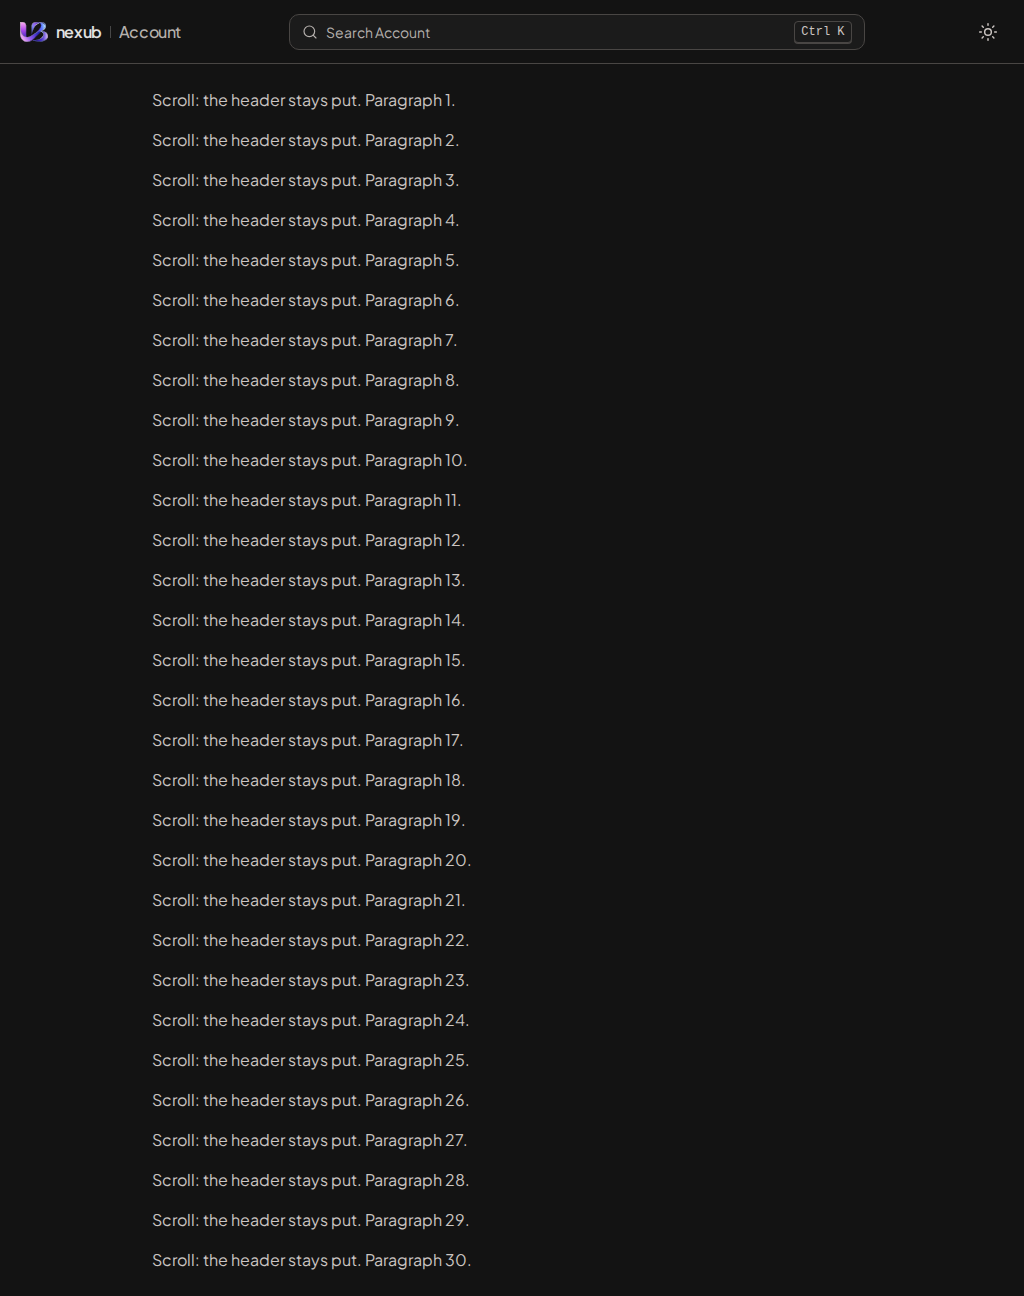 nexub | Account
Search Account
Ctrl K
Scroll: the header stays put. Paragraph 1.
Scroll: the header stays put. Paragraph 2.
Scroll: the header stays put. Paragraph 3.
Scroll: the header stays put. Paragraph 4.
Scroll: the header stays put. Paragraph 5.
Scroll: the header stays put. Paragraph 6.
Scroll: the header stays put. Paragraph 7.
Scroll: the header stays put. Paragraph 8.
Scroll: the header stays put. Paragraph 9.
Scroll: the header stays put. Paragraph 10.
Scroll: the header stays put. Paragraph 11.
Scroll: the header stays put. Paragraph 12.
Scroll: the header stays put. Paragraph 13.
Scroll: the header stays put. Paragraph 14.
Scroll: the header stays put. Paragraph 15.
Scroll: the header stays put. Paragraph 16.
Scroll: the header stays put. Paragraph 17.
Scroll: the header stays put. Paragraph 18.
Scroll: the header stays put. Paragraph 19.
Scroll: the header stays put. Paragraph 20.
Scroll: the header stays put. Paragraph 21.
Scroll: the header stays put. Paragraph 22.
Scroll: the header stays put. Paragraph 23.
Scroll: the header stays put. Paragraph 24.
Scroll: the header stays put. Paragraph 25.
Scroll: the header stays put. Paragraph 26.
Scroll: the header stays put. Paragraph 27.
Scroll: the header stays put. Paragraph 28.
Scroll: the header stays put. Paragraph 29.
Scroll: the header stays put. Paragraph 30.